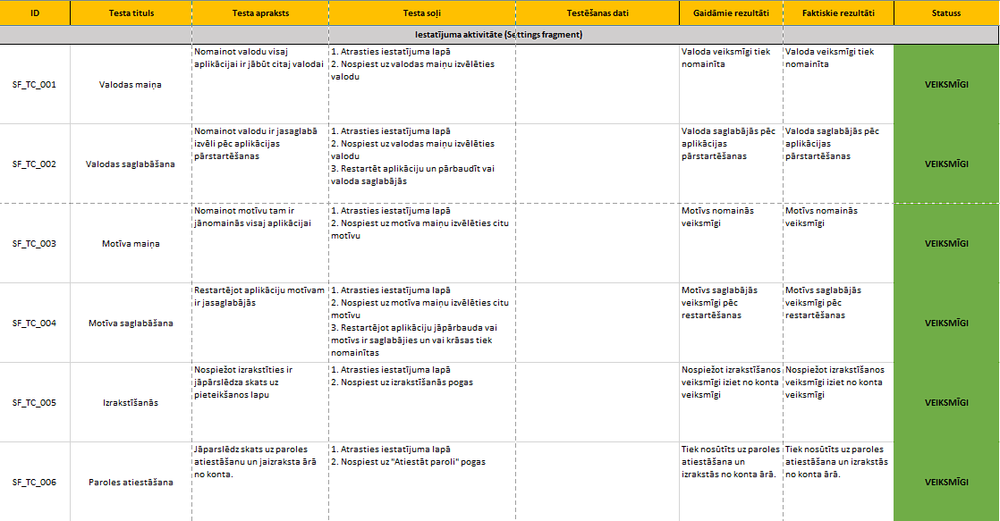 ID Testa tituls Testa apraksts Testa soļi Testēšanas dati Gaidāmie rezultāti Faktiskie rezultāti Statuss
Iestatījuma aktivitāte (Settings fragment)
SF_TC_001
Valodas maiņa
Nomainot valodu visaj
aplikācijai ir jābūt citaj valodai
1. Atrasties iestatījuma lapā
2. Nospiest uz valodas maiņu izvēlēties
valodu
Valoda veiksmīgi tiek
nomainīta
Valoda veiksmīgi tiek
nomainīta
VEIKSMĪGI
SF_TC_002
Valodas saglabāšana
Nomainot valodu ir jasaglabā
izvēli pēc aplikācijas
pārstartēšanas
1. Atrasties iestatījuma lapā
2. Nospiest uz valodas maiņu izvēlēties
valodu
3. Restartēt aplikāciju un pārbaudīt vai
valoda saglabājās
Valoda saglabājās pēc
aplikācijas
pārstartēšanas
Valoda saglabājās pēc
aplikācijas
pārstartēšanas
VEIKSMĪGI
SF_TC_003
Motīva maiņa
Nomainot motīvu tam ir
jānomainās visaj aplikācijai
1. Atrasties iestatījuma lapā
2. Nospiest uz motīva maiņu izvēlēties citu
motīvu
Motīvs nomainās
veiksmīgi
Motīvs nomainās
veiksmīgi
VEIKSMĪGI
SF_TC_004
Motīva saglabāšana
Restartējot aplikāciju motīvam
ir jasaglabājās
1. Atrasties iestatījuma lapā
2. Nospiest uz motīva maiņu izvēlēties citu
motīvu
3. Restartējot aplikāciju jāpārbauda vai
motīvs ir saglabājies un vai krāsas tiek
nomainītas
Motīvs saglabājās
veiksmīgi pēc
restartēšanas
Motīvs saglabājās
veiksmīgi pēc
restartēšanas
VEIKSMĪGI
SF_TC_005
Izrakstīšanās
Nospiežot izrakstīties ir
jāpārslēdza skats uz
pieteikšanos lapu
1. Atrasties iestatījuma lapā
2. Nospiest uz izrakstīšanās pogas
Nospiežot izrakstīšanos
veiksmīgi iziet no konta
veiksmīgi
Nospiežot izrakstīšanos
veiksmīgi iziet no konta
veiksmīgi
VEIKSMĪGI
SF_TC_006
Paroles atiestāšana
Jāparslēdz skats uz paroles
atiestāšanu un jaizraksta ārā
no konta.
1. Atrasties iestatījuma lapā
2. Nospiest uz "Atiestāt paroli" pogas
Tiek nosūtīts uz paroles
atiestāšana un
izrakstās no konta ārā.
Tiek nosūtīts uz paroles
atiestāšana un izrakstās
no konta ārā.
VEIKSMĪGI